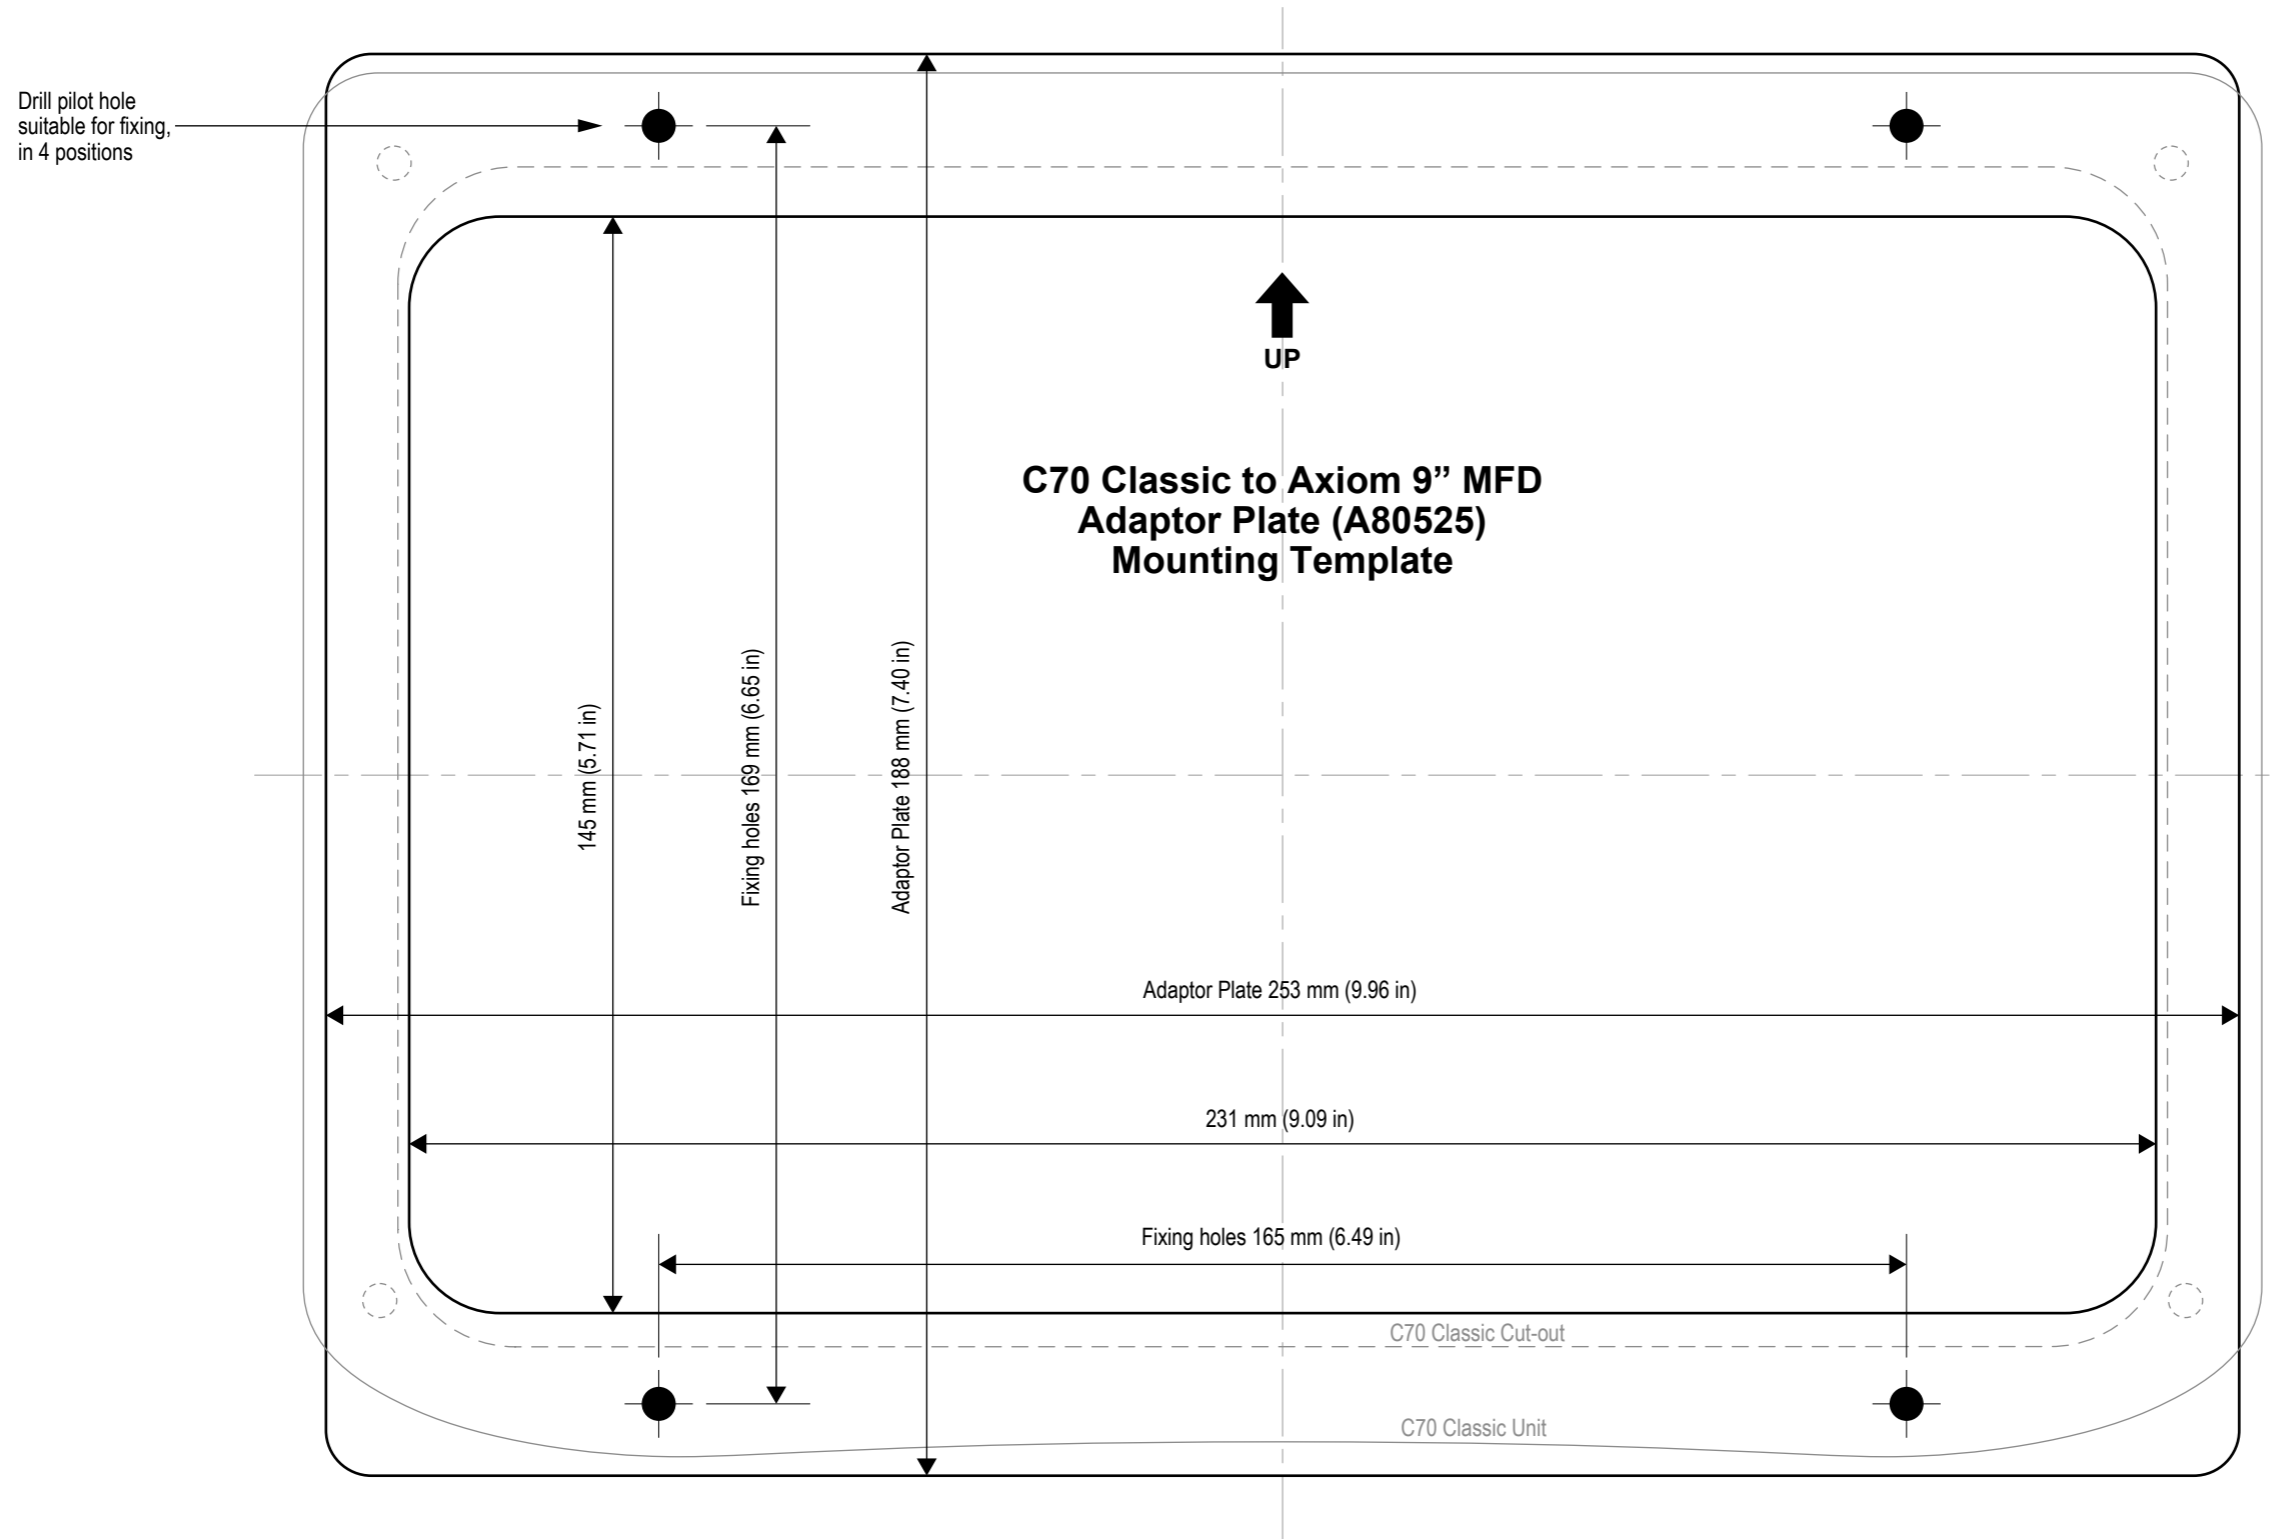 Drill pilot hole
suitable for fixing,
in 4 positions
UP
C70 Classic to Axiom 9” MFD
Adaptor Plate (A80525)
Mounting Template
145 mm (5.71 in)
Fixing holes 169 mm (6.65 in)
Adaptor Plate 188 mm (7.40 in)
Adaptor Plate 253 mm (9.96 in)
231 mm (9.09 in)
Fixing holes 165 mm (6.49 in)
C70 Classic Cut-out
C70 Classic Unit